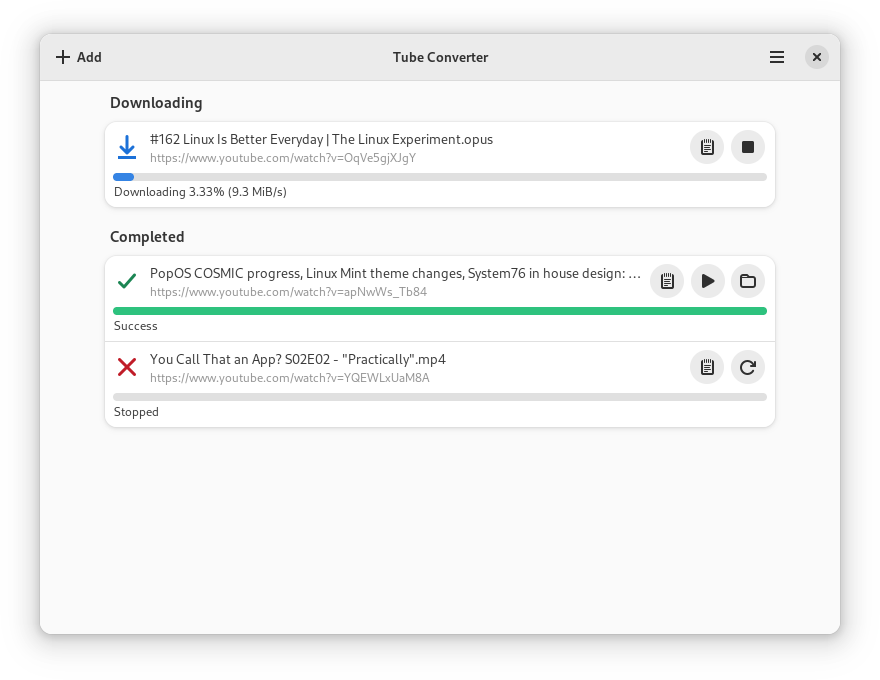 Add
Tube Converter
Downloading
#162 Linux Is Better Everyday | The Linux Experiment.opus
https://www.youtube.com/watch?v=OqVe5gjXJgY
Downloading 3.33% (9.3 MiB/s)
Completed
PopOS COSMIC progress, Linux Mint theme changes, System76 in house design: ...
https://www.youtube.com/watch?v=apNwWs_Tb84
Success
You Call That an App? S02E02 - "Practically".mp4
https://www.youtube.com/watch?v=YQEWLxUaM8A
Stopped